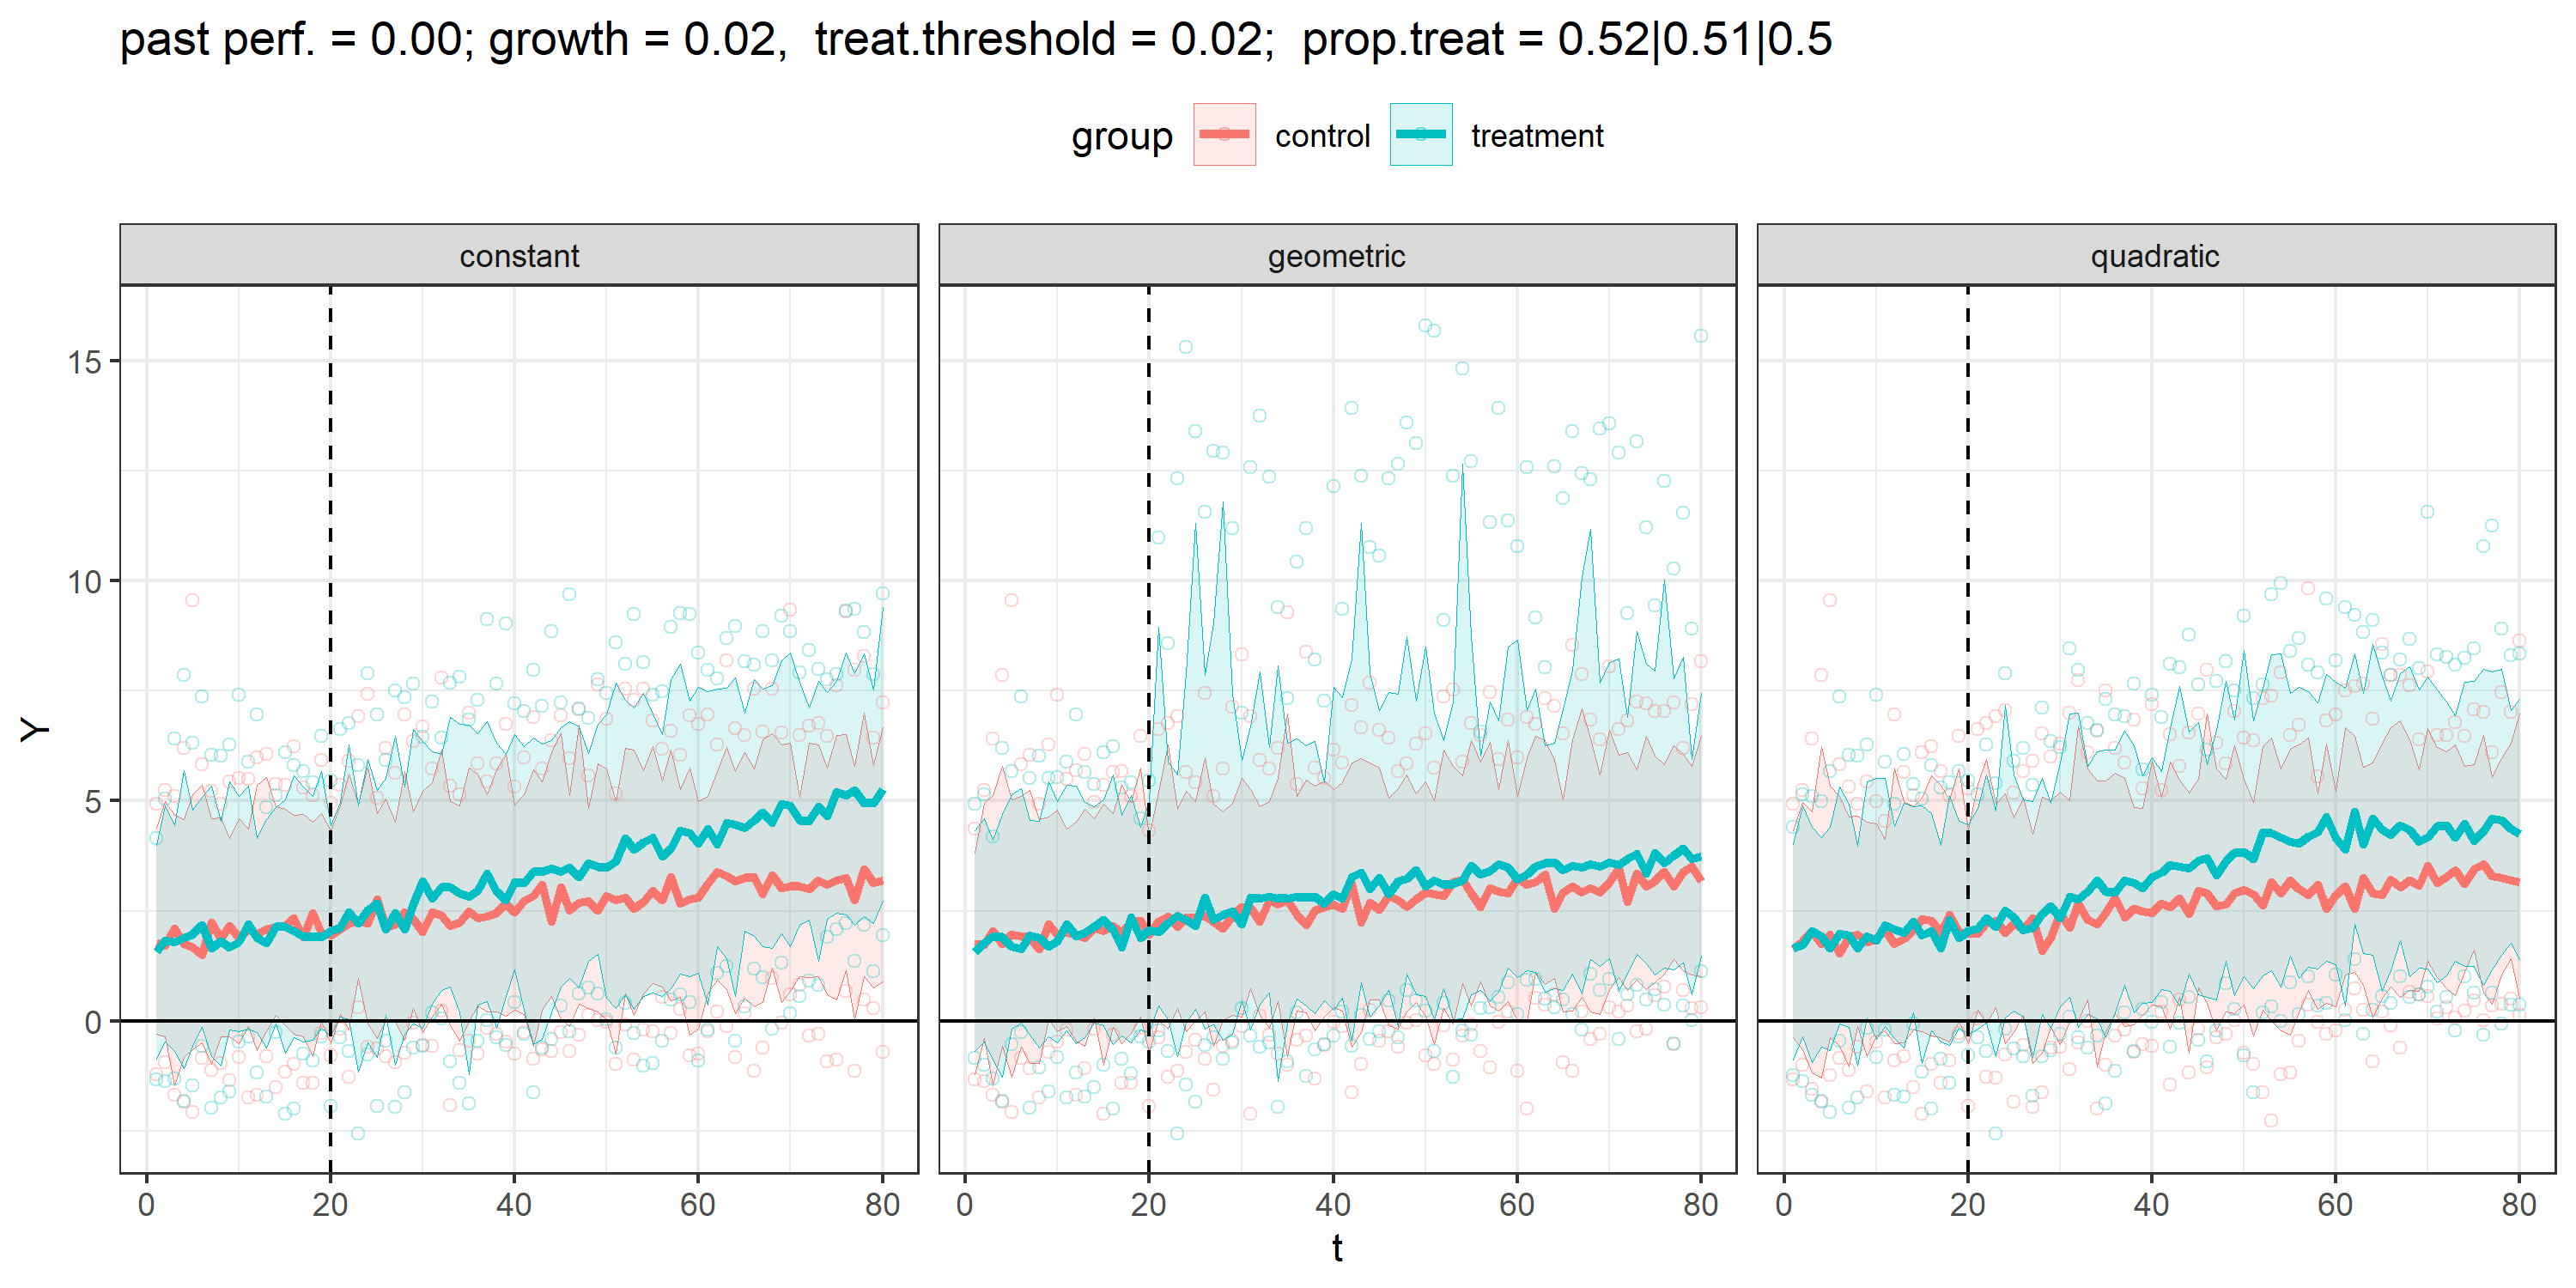 past perf. = 0.00; growth = 0.02,  treat.threshold = 0.02;  prop.treat = 0.52|0.51|0.5
group control treatment
constant geometric quadratic
Y
15
10
5
0
0 20 40 60 80 0 20 40 60 80 0 20 40 60 80
t